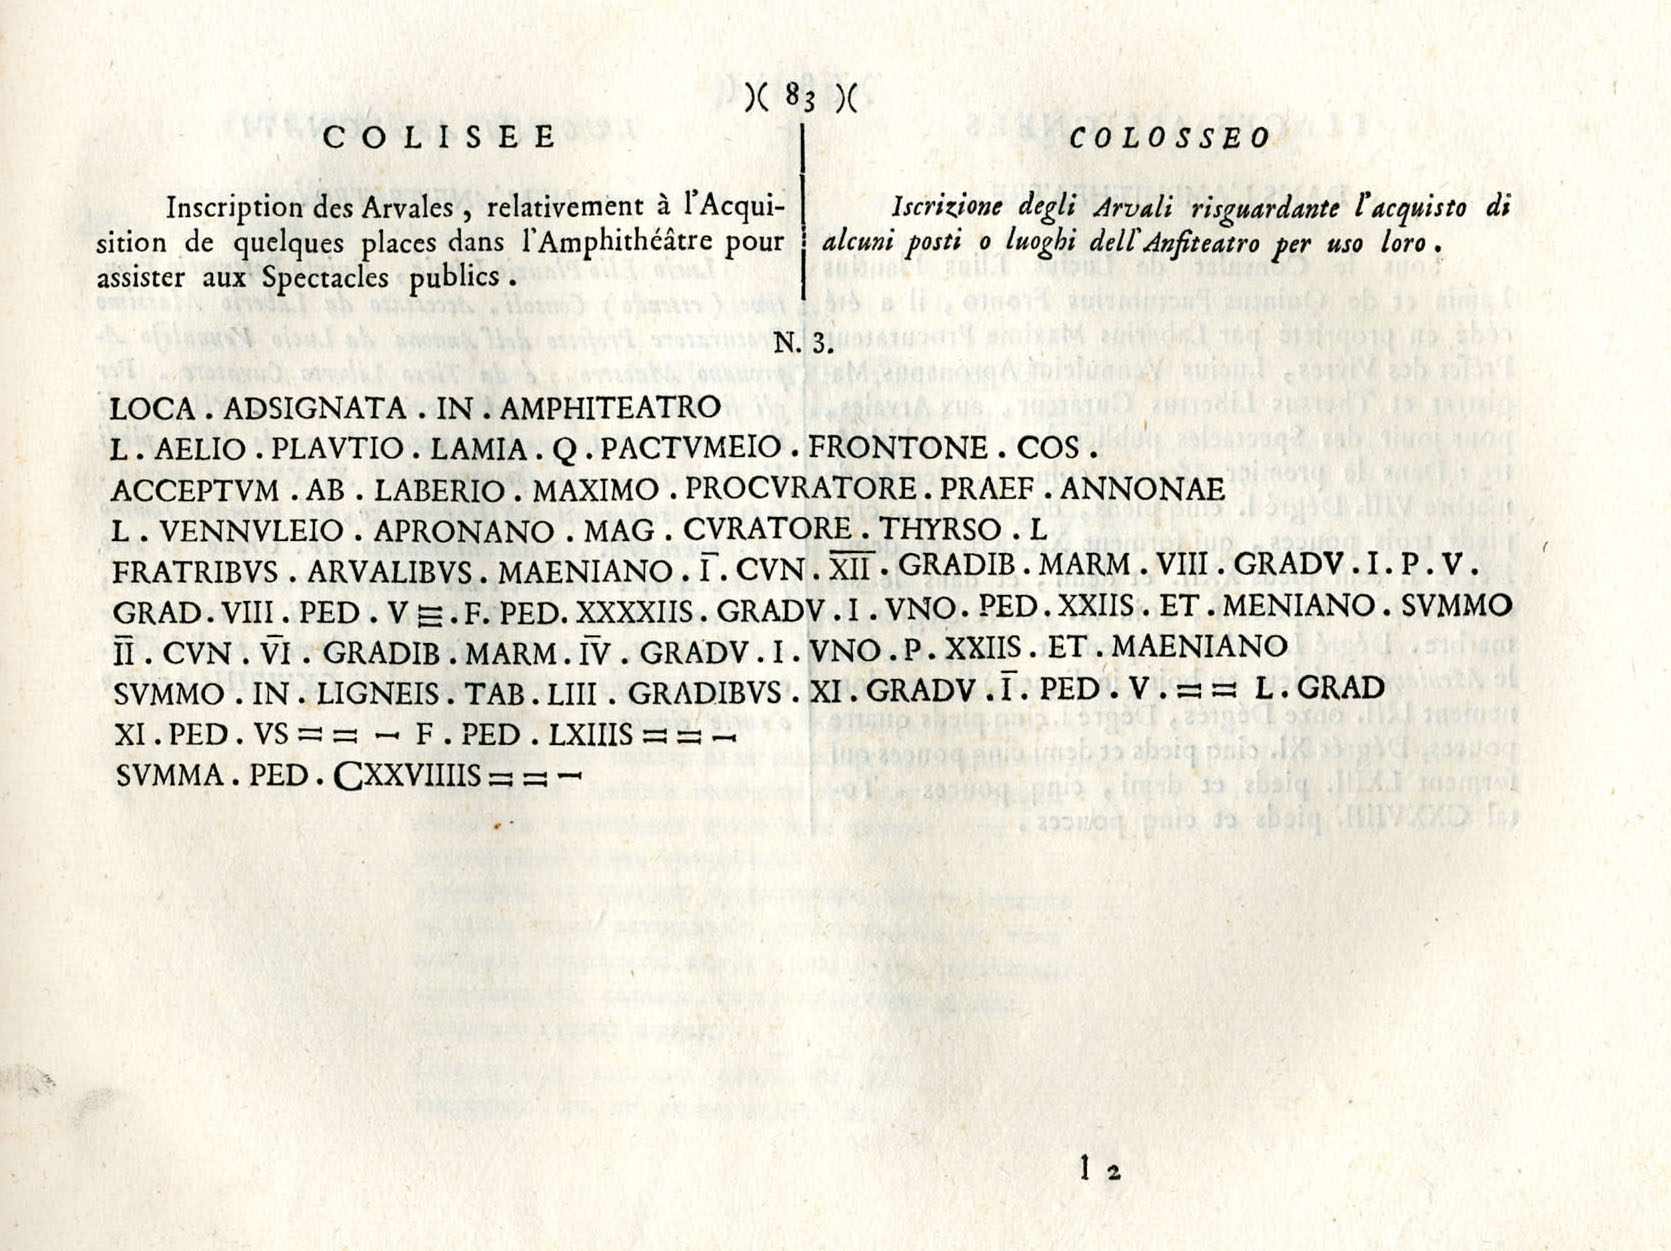 )( 83 )(
COLISEE
Inscription des Arvales , relativement à l'Acqui-
sition de quelques places dans l'Amphithéâtre pour
assister aux Spectacles publics .
COLOSSEO
Iscrizione degli Arvali risguardante l'acquisto di
alcuni posti o luoghi dell'Anfiteatro per uso loro .
N. 3.
LOCA . ADSIGNATA . IN . AMPHITEATRO
L . AELIO . PLAVTIO . LAMIA . Q . PACTVMEIO . FRONTONE . COS .
ACCEPTVM . AB . LABERIO . MAXIMO . PROCVRATORE . PRAEF . ANNONAE
L . VENNVLEIO . APRONANO . MAG . CVRATORE . THYRSO . L
FRATRIBVS . ARVALIBVS . MAENIANO . I̅ . CVN . X̅I̅I̅ . GRADIB . MARM . VIII . GRADV . I . P . V .
GRAD . VIII . PED . V ≡ . F . PED . XXXXIIS . GRADV . I . VNO . PED . XXIIS . ET . MENIANO . SVMMO
I̅I̅ . CVN . V̅I̅ . GRADIB . MARM . I̅V̅ . GRADV . I . VNO . P . XXIIS . ET . MAENIANO
SVMMO . IN . LIGNEIS . TAB . LIII . GRADIBVS . XI . GRADV . I̅ . PED . V . = = L . GRAD
XI . PED . VS = = - F . PED . LXIIIS = = -
SVMMA . PED . CXXVIIIIS = = -
l 2